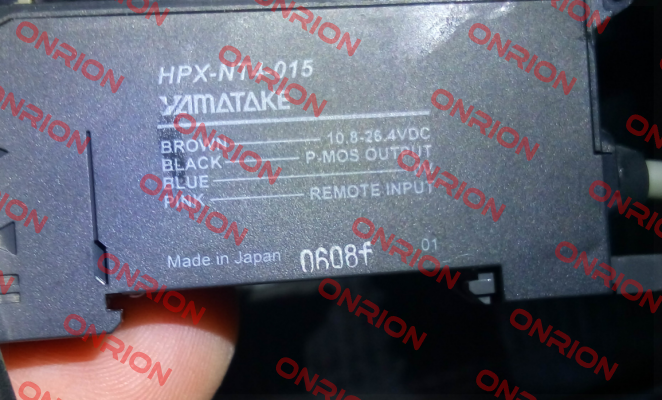 HPX-NT4-015
YAMATAKE
BROWN 10.8-26.4VDC
BLACK P-MOS OUTPUT
BLUE
PINK REMOTE INPUT
Made in Japan 0608f 01
ONRION